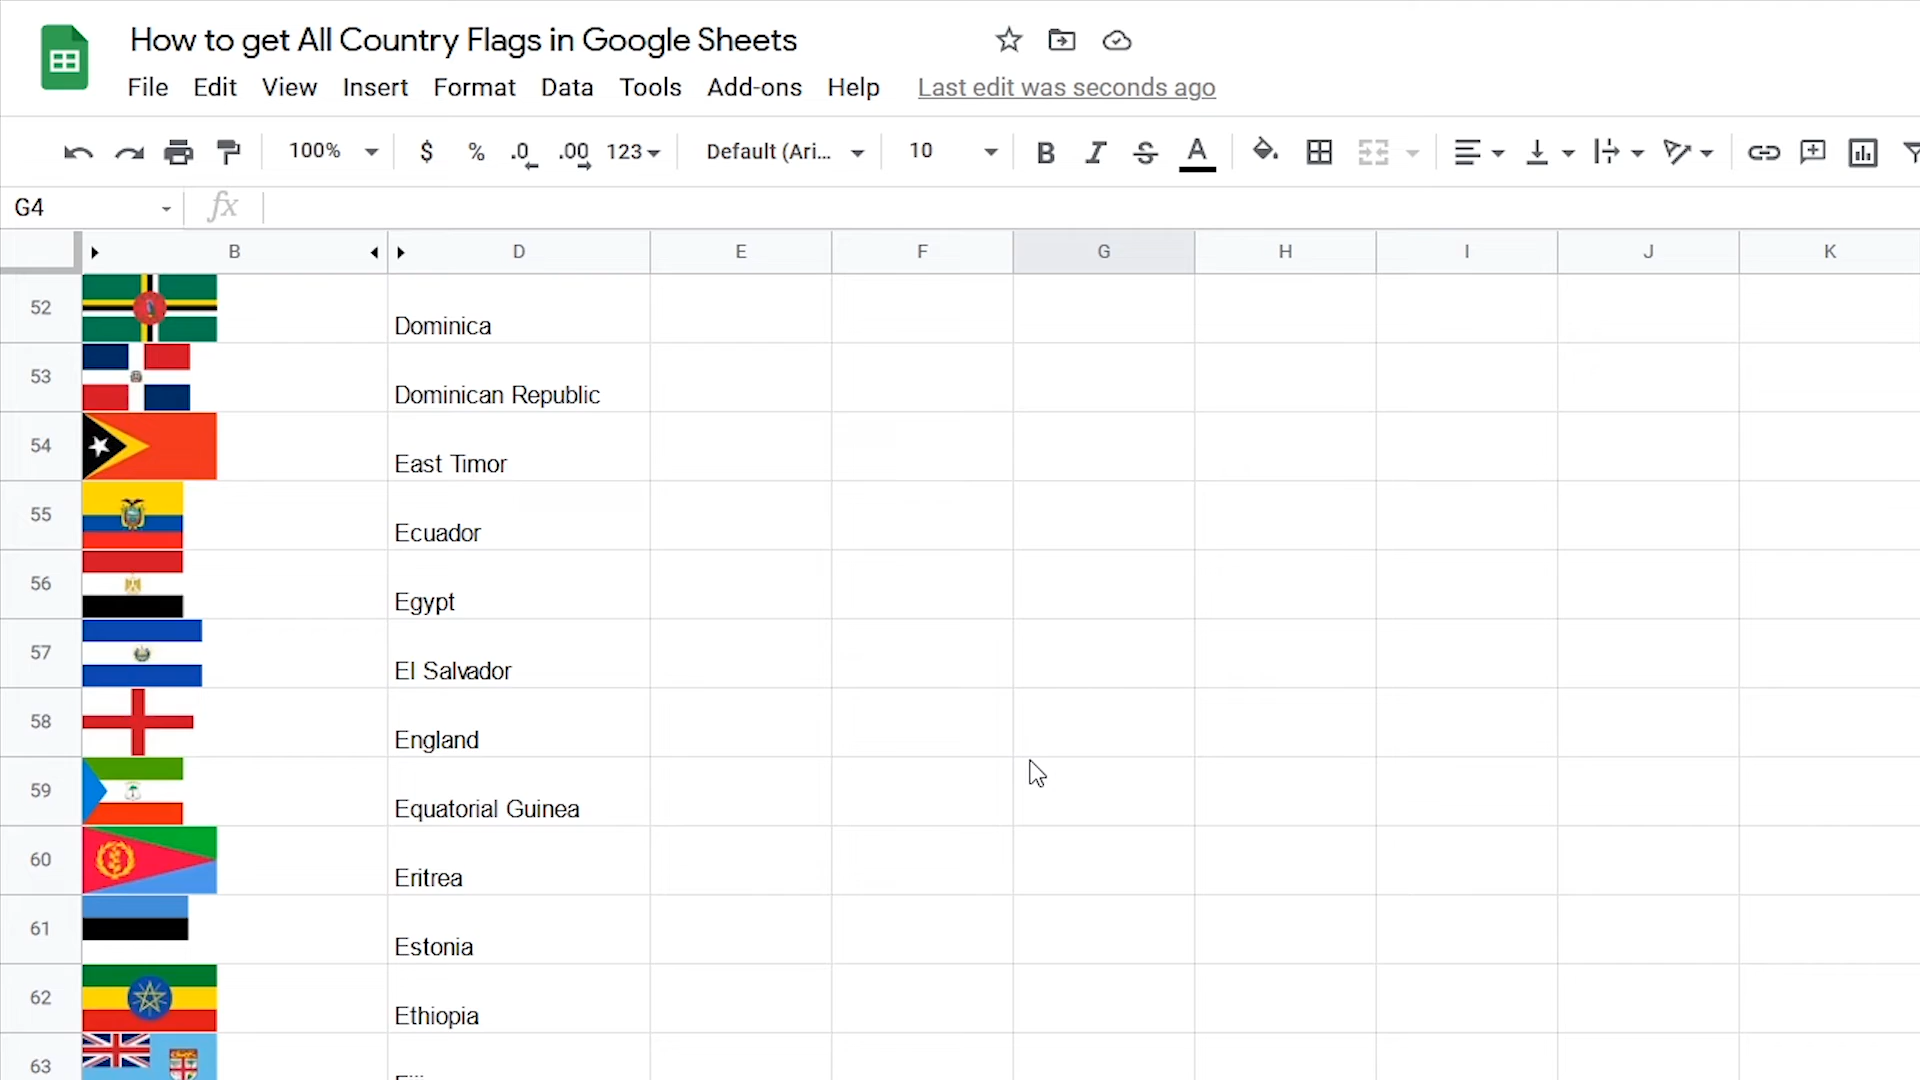 How to get All Country Flags in Google Sheets
File Edit View Insert Format Data Tools Add-ons Help Last edit was seconds ago
100% $ % .0 .00 123 Default (Ari... 10 B I S A
G4 fx
B D E F G H I J K
52 Dominica
53 Dominican Republic
54 East Timor
55 Ecuador
56 Egypt
57 El Salvador
58 England
59 Equatorial Guinea
60 Eritrea
61 Estonia
62 Ethiopia
63